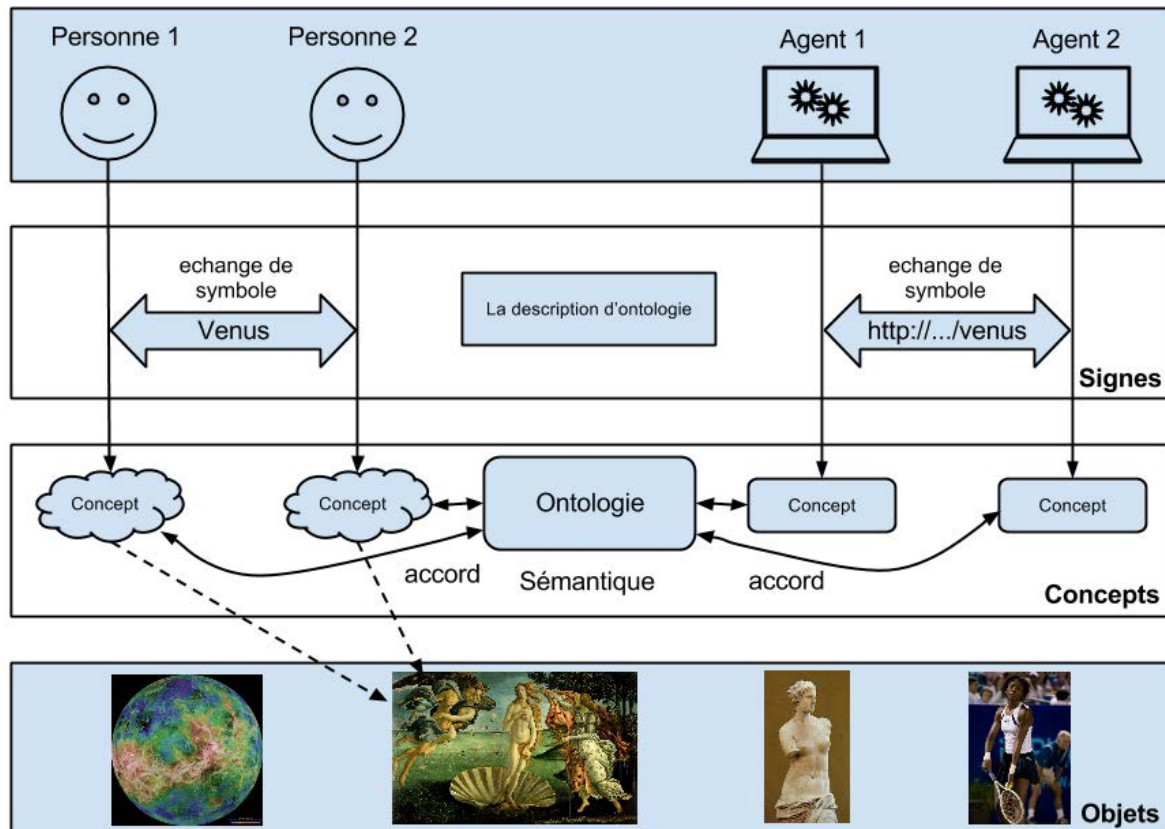 Personne 1
Personne 2
Agent 1
Agent 2
echange de
symbole
Venus
La description d'ontologie
echange de
symbole
http://.../venus
Signes
Concept
Concept
Ontologie
Concept
Concept
accord
Sémantique
accord
Concepts
Objets